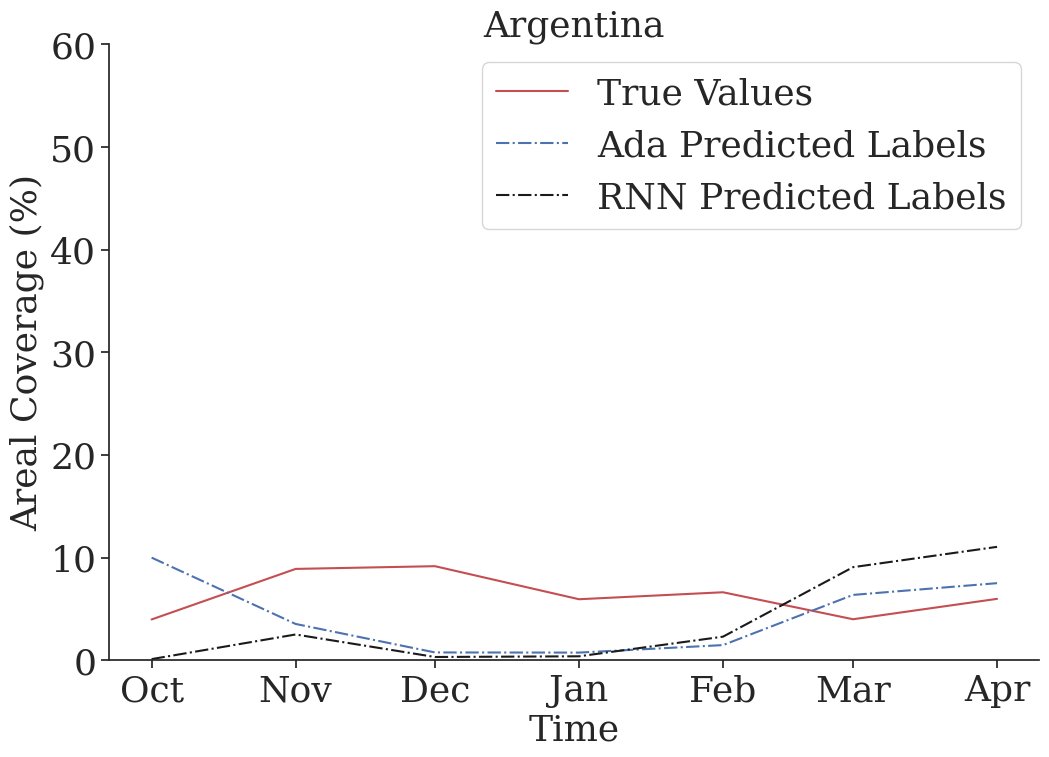 Argentina
True Values
Ada Predicted Labels
RNN Predicted Labels
Areal Coverage (%)
60
50
40
30
20
10
0
Oct Nov Dec Jan Feb Mar Apr
Time